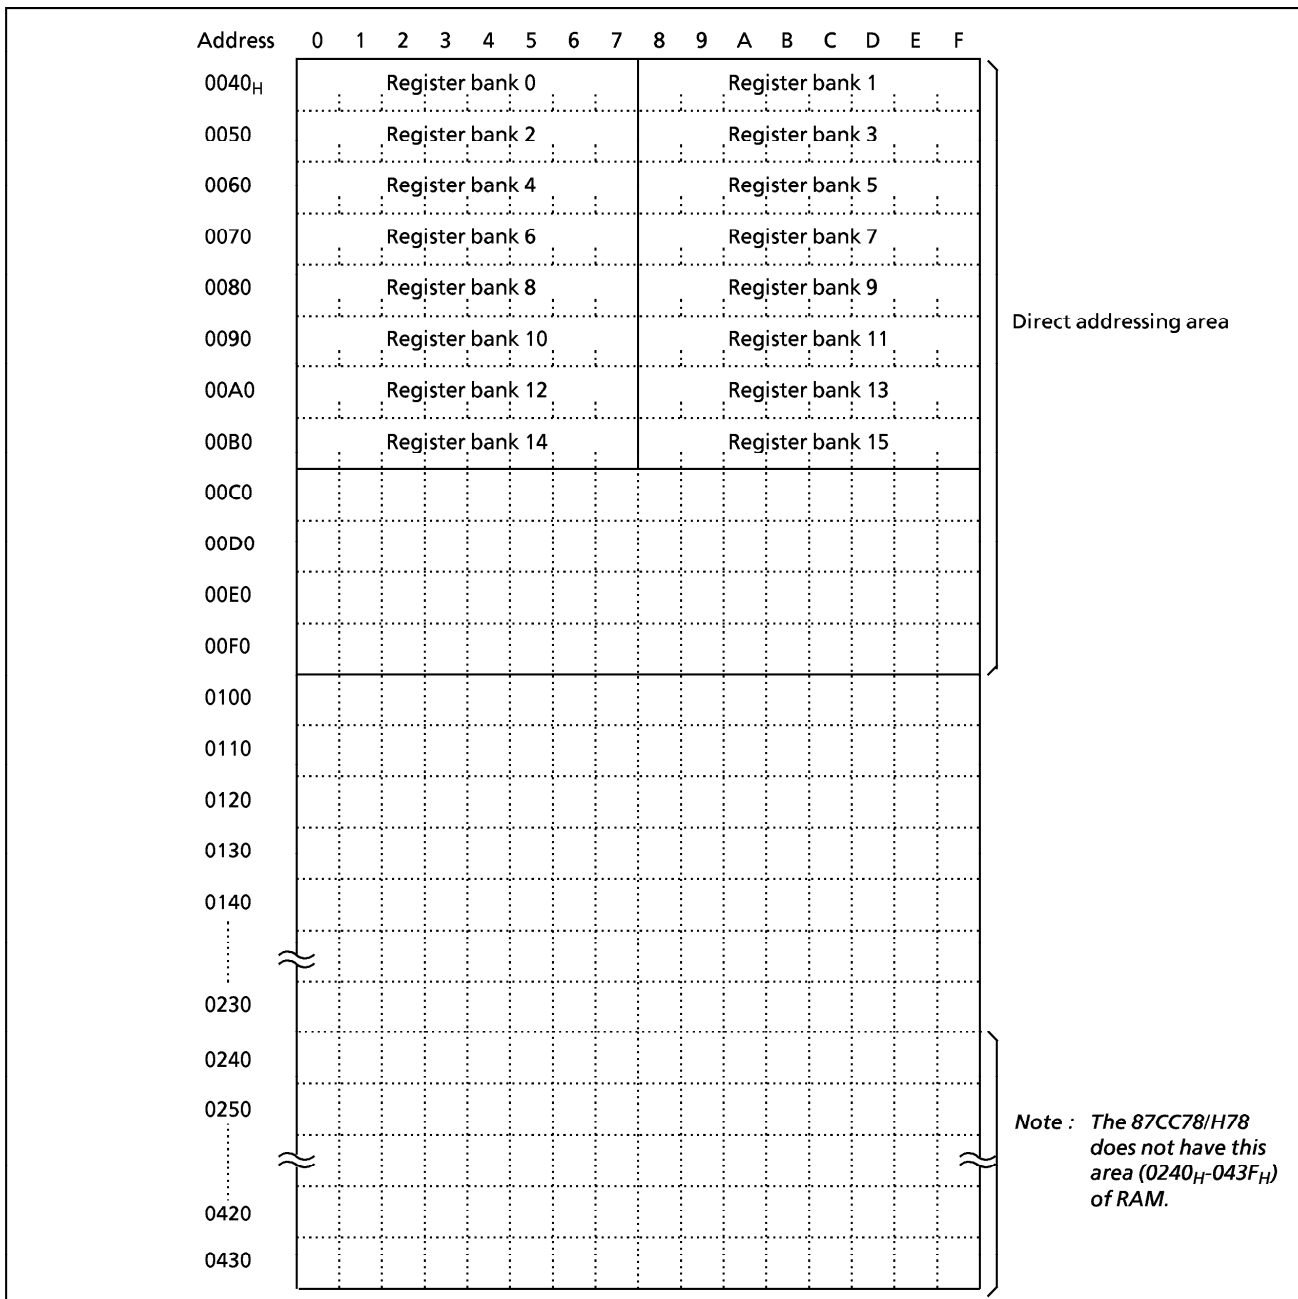 Address 0 1 2 3 4 5 6 7 8 9 A B C D E F
0040H Register bank 0 Register bank 1
0050 Register bank 2 Register bank 3
0060 Register bank 4 Register bank 5
0070 Register bank 6 Register bank 7
0080 Register bank 8 Register bank 9
Direct addressing area
0090 Register bank 10 Register bank 11
00A0 Register bank 12 Register bank 13
00B0 Register bank 14 Register bank 15
00C0
00D0
00E0
00F0
0100
0110
0120
0130
0140
0230
0240
0250
Note : The 87CC78/H78
does not have this
area (0240H-043FH)
of RAM.
0420
0430